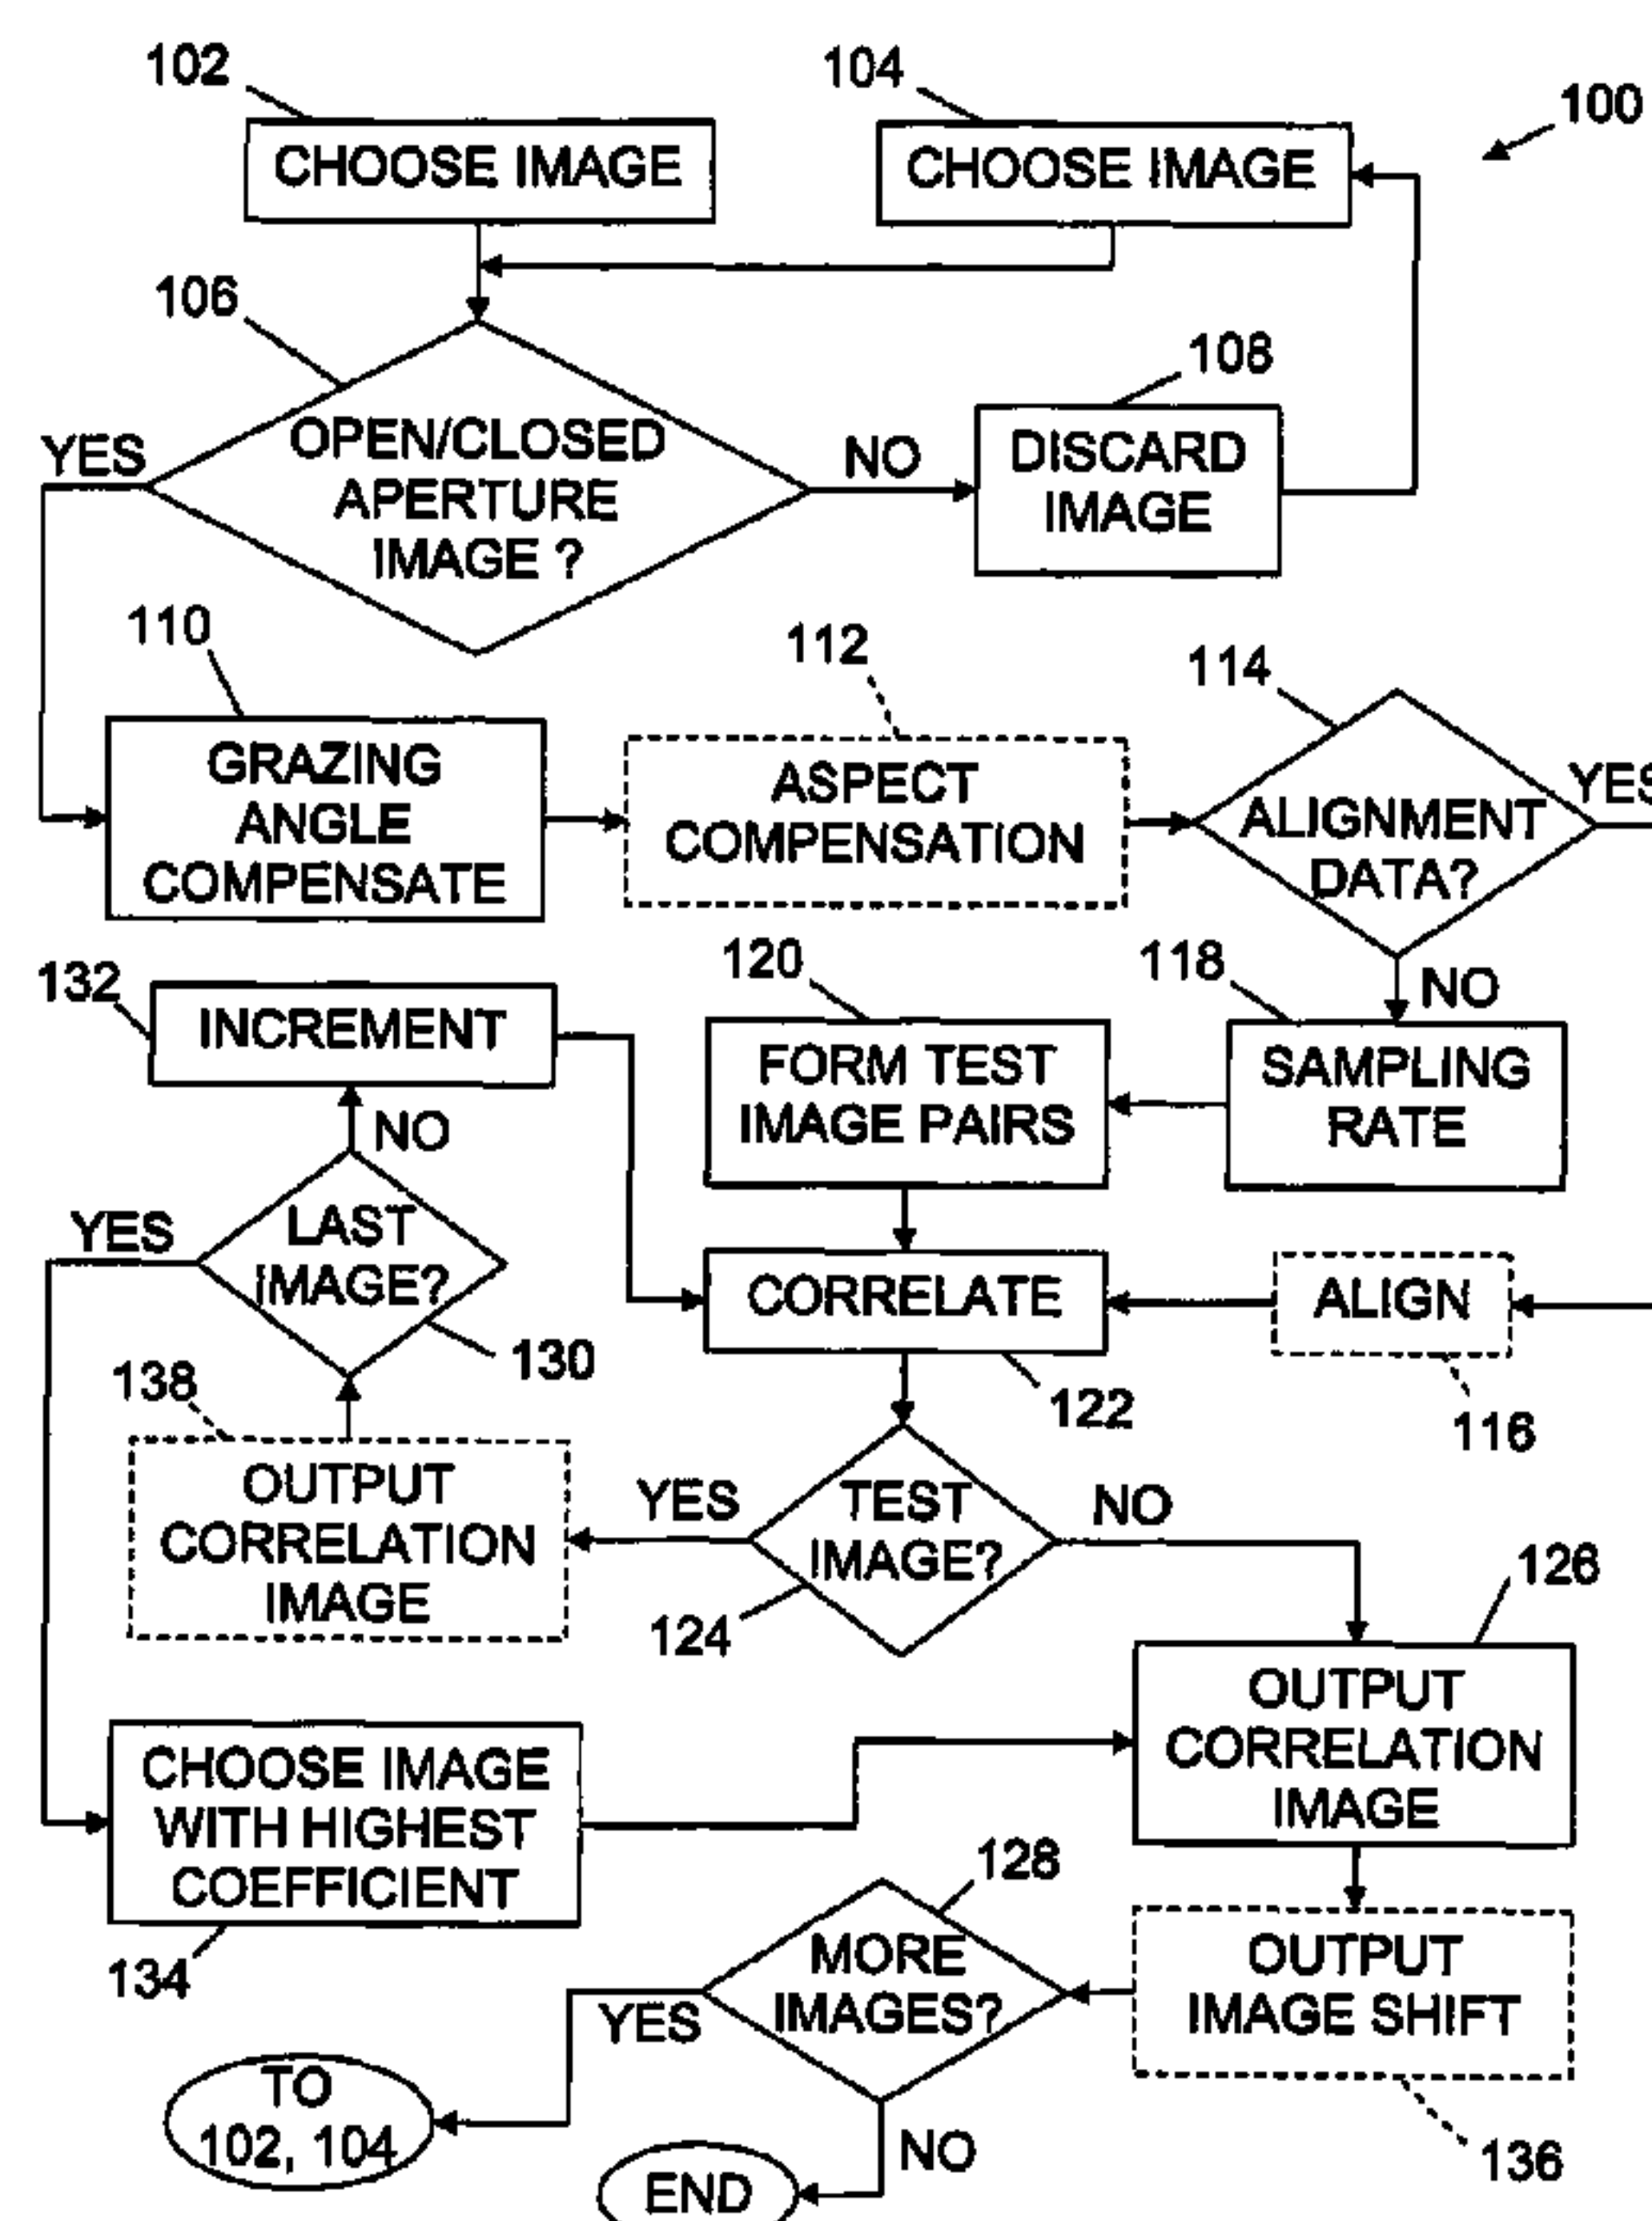 102
104
100
CHOOSE IMAGE
CHOOSE IMAGE
106
108
YES
OPEN/CLOSED
APERTURE
IMAGE ?
NO
DISCARD
IMAGE
110
112
114
GRAZING
ANGLE
COMPENSATE
ASPECT
COMPENSATION
ALIGNMENT
DATA?
YES
NO
132
INCREMENT
120
118
FORM TEST
IMAGE PAIRS
SAMPLING
RATE
NO
YES
LAST
IMAGE?
130
CORRELATE
122
ALIGN
116
138
OUTPUT
CORRELATION
IMAGE
YES
TEST
IMAGE?
NO
124
126
OUTPUT
CORRELATION
IMAGE
CHOOSE IMAGE
WITH HIGHEST
COEFFICIENT
134
128
MORE
IMAGES?
YES
OUTPUT
IMAGE SHIFT
136
TO
102, 104
NO
END